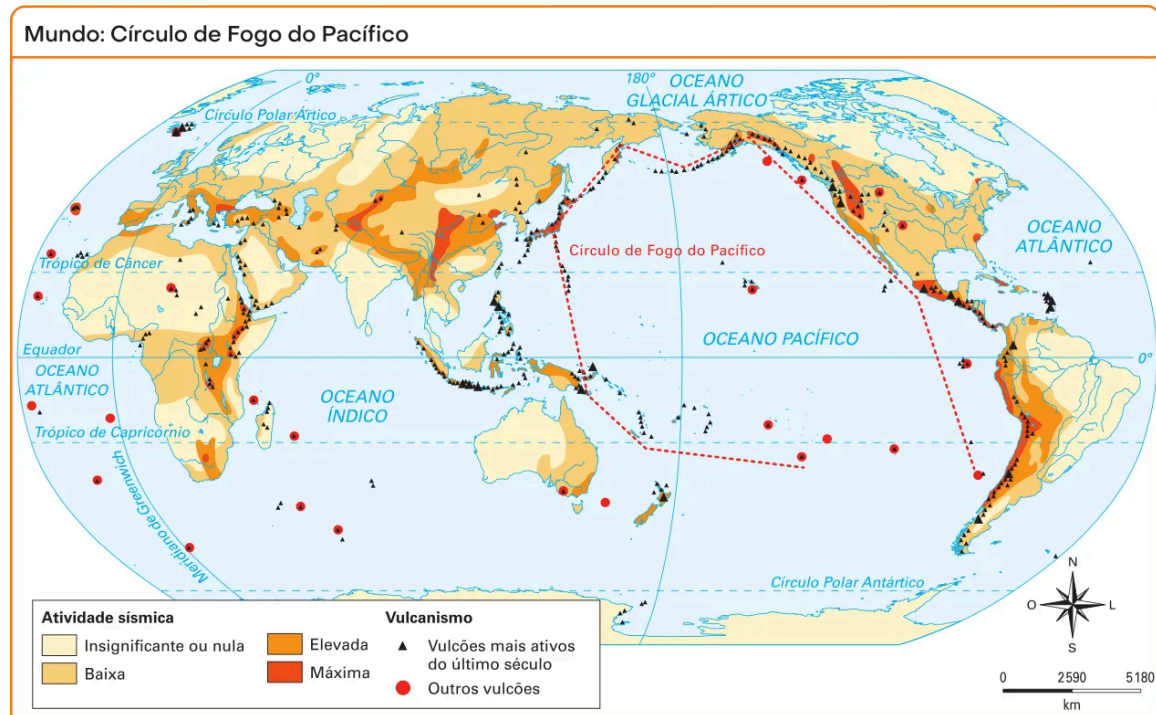 Mundo: Círculo de Fogo do Pacífico
0°
180°
OCEANO
GLACIAL ÁRTICO
Círculo Polar Ártico
Círculo de Fogo do Pacífico
OCEANO
ATLÂNTICO
Trópico de Câncer
OCEANO PACÍFICO
Equador
0°
OCEANO
ATLÂNTICO
OCEANO
ÍNDICO
Trópico de Capricórnio
Meridiano de Greenwich
Círculo Polar Antártico
N
O
L
S
Atividade sísmica
Insignificante ou nula
Baixa
Elevada
Máxima
Vulcanismo
Vulcões mais ativos
do último século
Outros vulcões
0 2590 5180
km